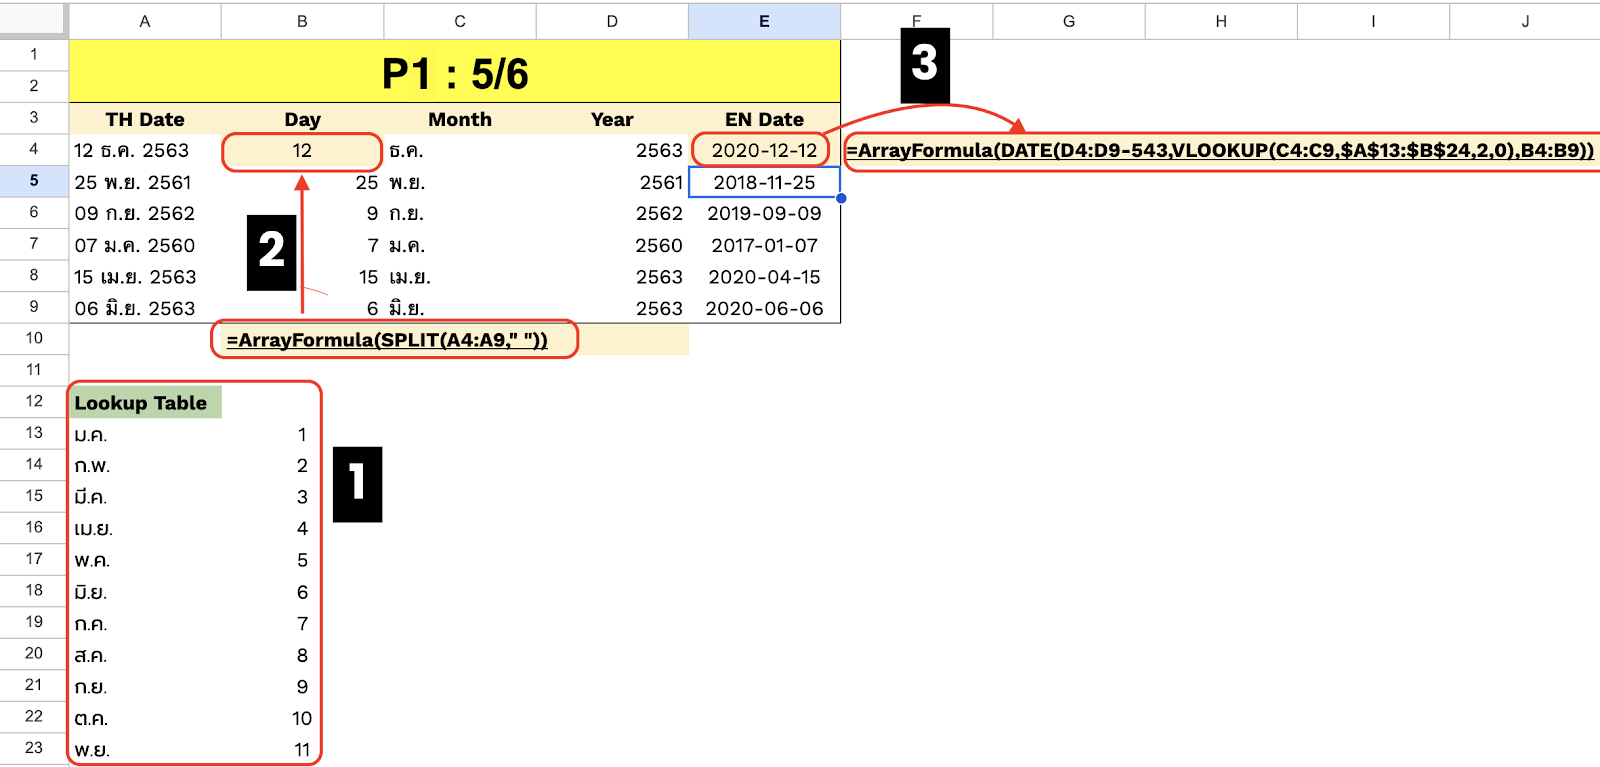 A B C D E F G H I J
1
2
P1 : 5/6
3
3 TH Date Day Month Year EN Date
4 12 ธ.ค. 2563 12 ธ.ค. 2563 2020-12-12 =ArrayFormula(DATE(D4:D9-543,VLOOKUP(C4:C9,$A$13:$B$24,2,0),B4:B9))
5 25 พ.ย. 2561 25 พ.ย. 2561 2018-11-25
6 09 ก.ย. 2562 9 ก.ย. 2562 2019-09-09
7 07 ม.ค. 2560 7 ม.ค. 2560 2017-01-07
2
8 15 เม.ย. 2563 15 เม.ย. 2563 2020-04-15
9 06 มิ.ย. 2563 6 มิ.ย. 2563 2020-06-06
10 =ArrayFormula(SPLIT(A4:A9," "))
11
12 Lookup Table
13 ม.ค. 1
14 ก.พ. 2
1
15 มี.ค. 3
16 เม.ย. 4
17 พ.ค. 5
18 มิ.ย. 6
19 ก.ค. 7
20 ส.ค. 8
21 ก.ย. 9
22 ต.ค. 10
23 พ.ย. 11